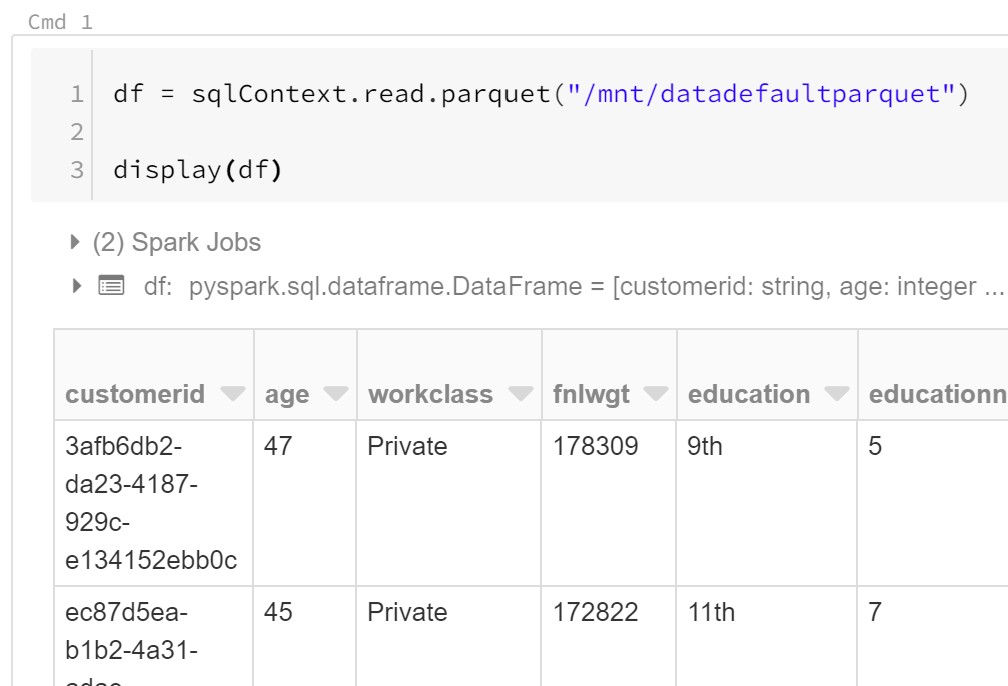 Cmd 1
1 df = sqlContext.read.parquet("/mnt/datadefaultparquet")
2
3 display(df)
(2) Spark Jobs
df: pyspark.sql.dataframe.DataFrame = [customerid: string, age: integer ...
customerid age workclass fnlwgt education educationn
3afb6db2- 47 Private 178309 9th 5
da23-4187-
929c-
e134152ebb0c
ec87d5ea- 45 Private 172822 11th 7
b1b2-4a31-